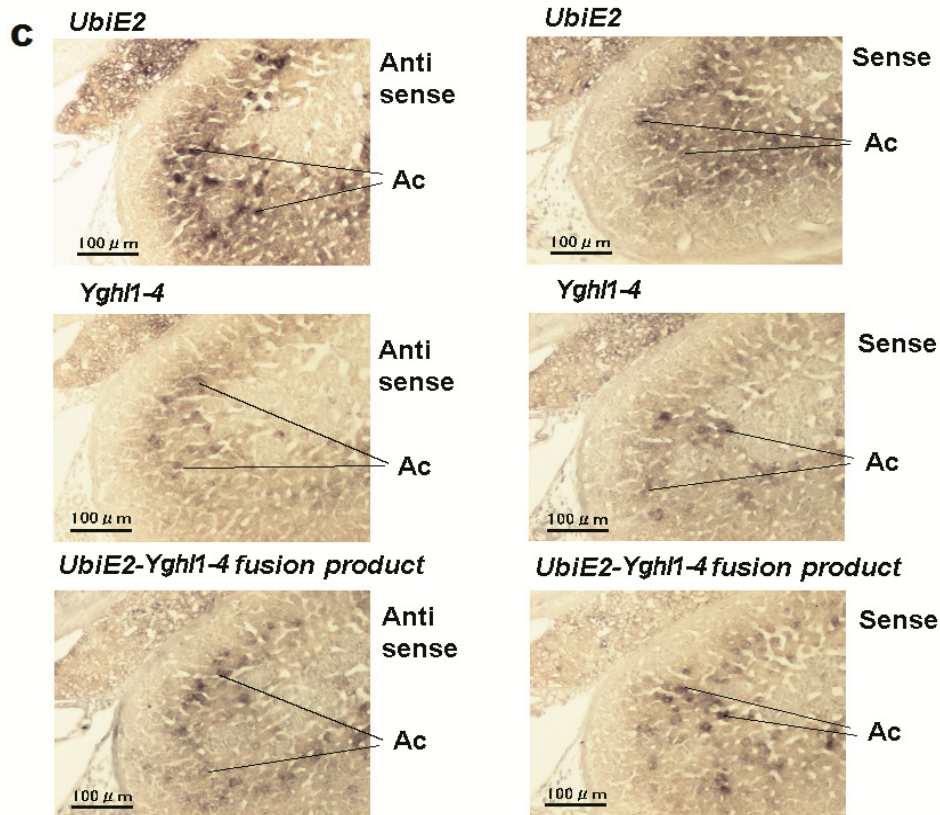 c
UbiE2
Anti
sense
Ac
100 μm
UbiE2
Sense
Ac
100 μm
Yghl1-4
Anti
sense
Ac
100 μm
Yghl1-4
Sense
Ac
100 μm
UbiE2-Yghl1-4 fusion product
Anti
sense
Ac
100 μm
UbiE2-Yghl1-4 fusion product
Sense
Ac
100 μm